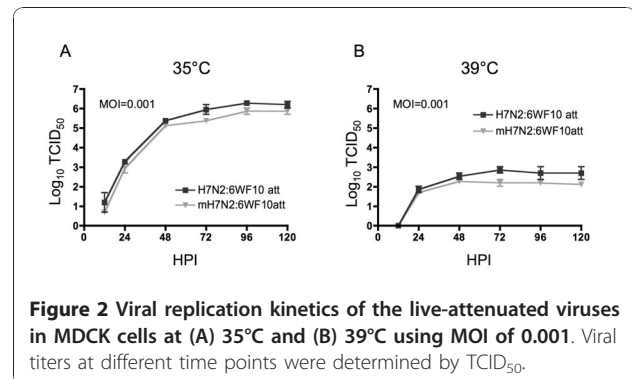 A
35°C
MOI=0.001
7
6
5
4
3
2
1
0
Log10 TCID50
H7N2:6WF10 att
mH7N2:6WF10att
0 24 48 72 96 120
HPI
B
39°C
MOI=0.001
7
6
5
4
3
2
1
0
Log10 TCID50
H7N2:6WF10 att
mH7N2:6WF10att
0 24 48 72 96 120
HPI
Figure 2 Viral replication kinetics of the live-attenuated viruses
in MDCK cells at (A) 35°C and (B) 39°C using MOI of 0.001. Viral
titers at different time points were determined by TCID50.